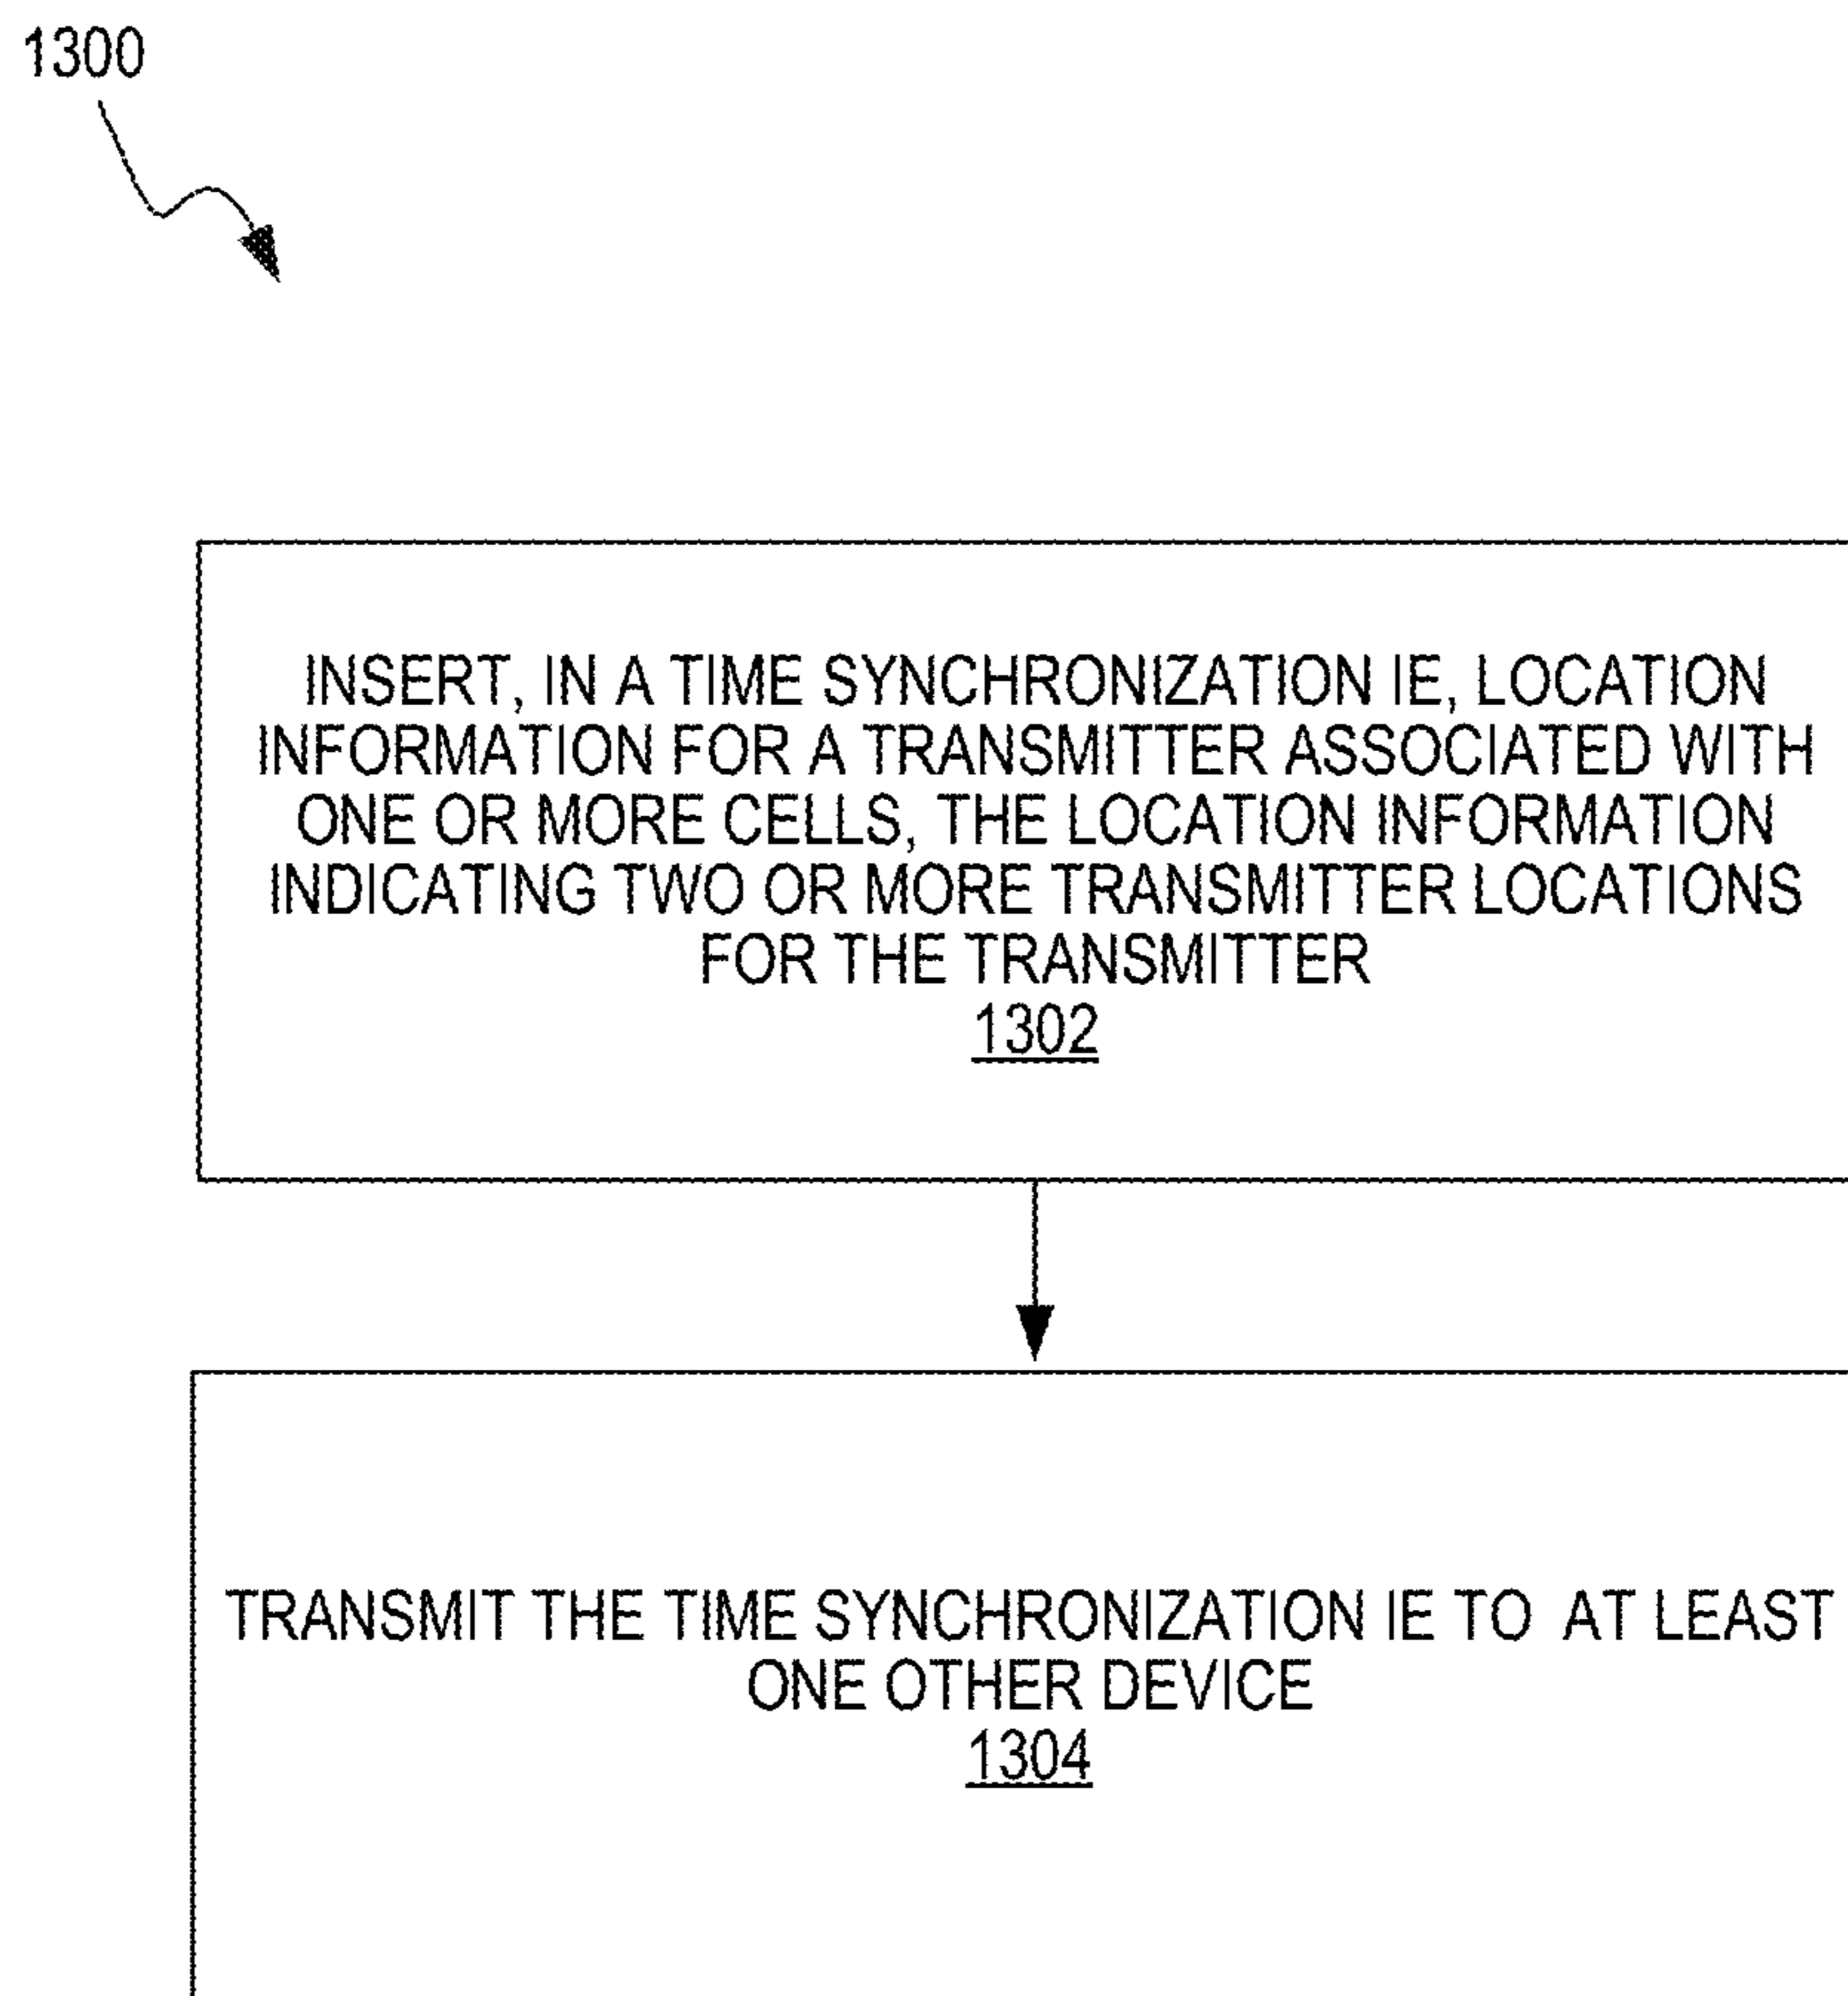 1300
INSERT, IN A TIME SYNCHRONIZATION IE, LOCATION
INFORMATION FOR A TRANSMITTER ASSOCIATED WITH
ONE OR MORE CELLS, THE LOCATION INFORMATION
INDICATING TWO OR MORE TRANSMITTER LOCATIONS
FOR THE TRANSMITTER
1302
TRANSMIT THE TIME SYNCHRONIZATION IE TO AT LEAST
ONE OTHER DEVICE
1304